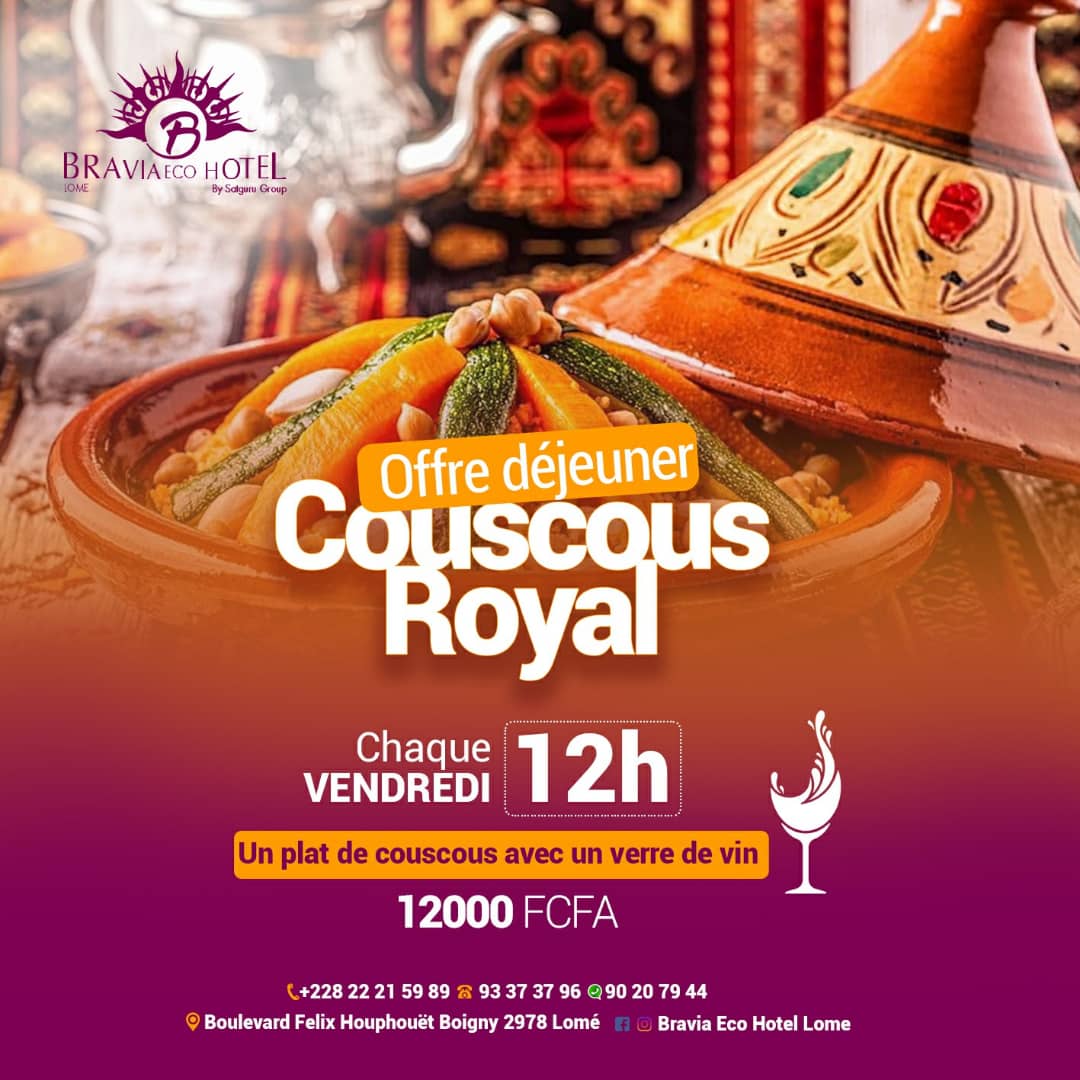 B
BRAVIA ECO HOTEL
LOME By Satguru Group
Offre déjeuner
Couscous
Royal
Chaque
VENDREDI
12h
Un plat de couscous avec un verre de vin
12000 FCFA
+228 22 21 59 89 93 37 37 96 90 20 79 44
Boulevard Felix Houphouët Boigny 2978 Lomé Bravia Eco Hotel Lome